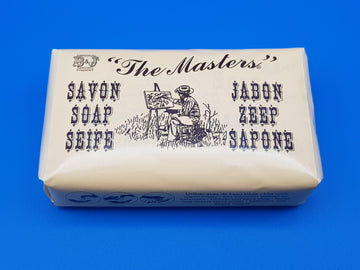 B&J
"The Masters"
SAVON
SOAP
SEIFE
JABON
ZEEP
SAPONE